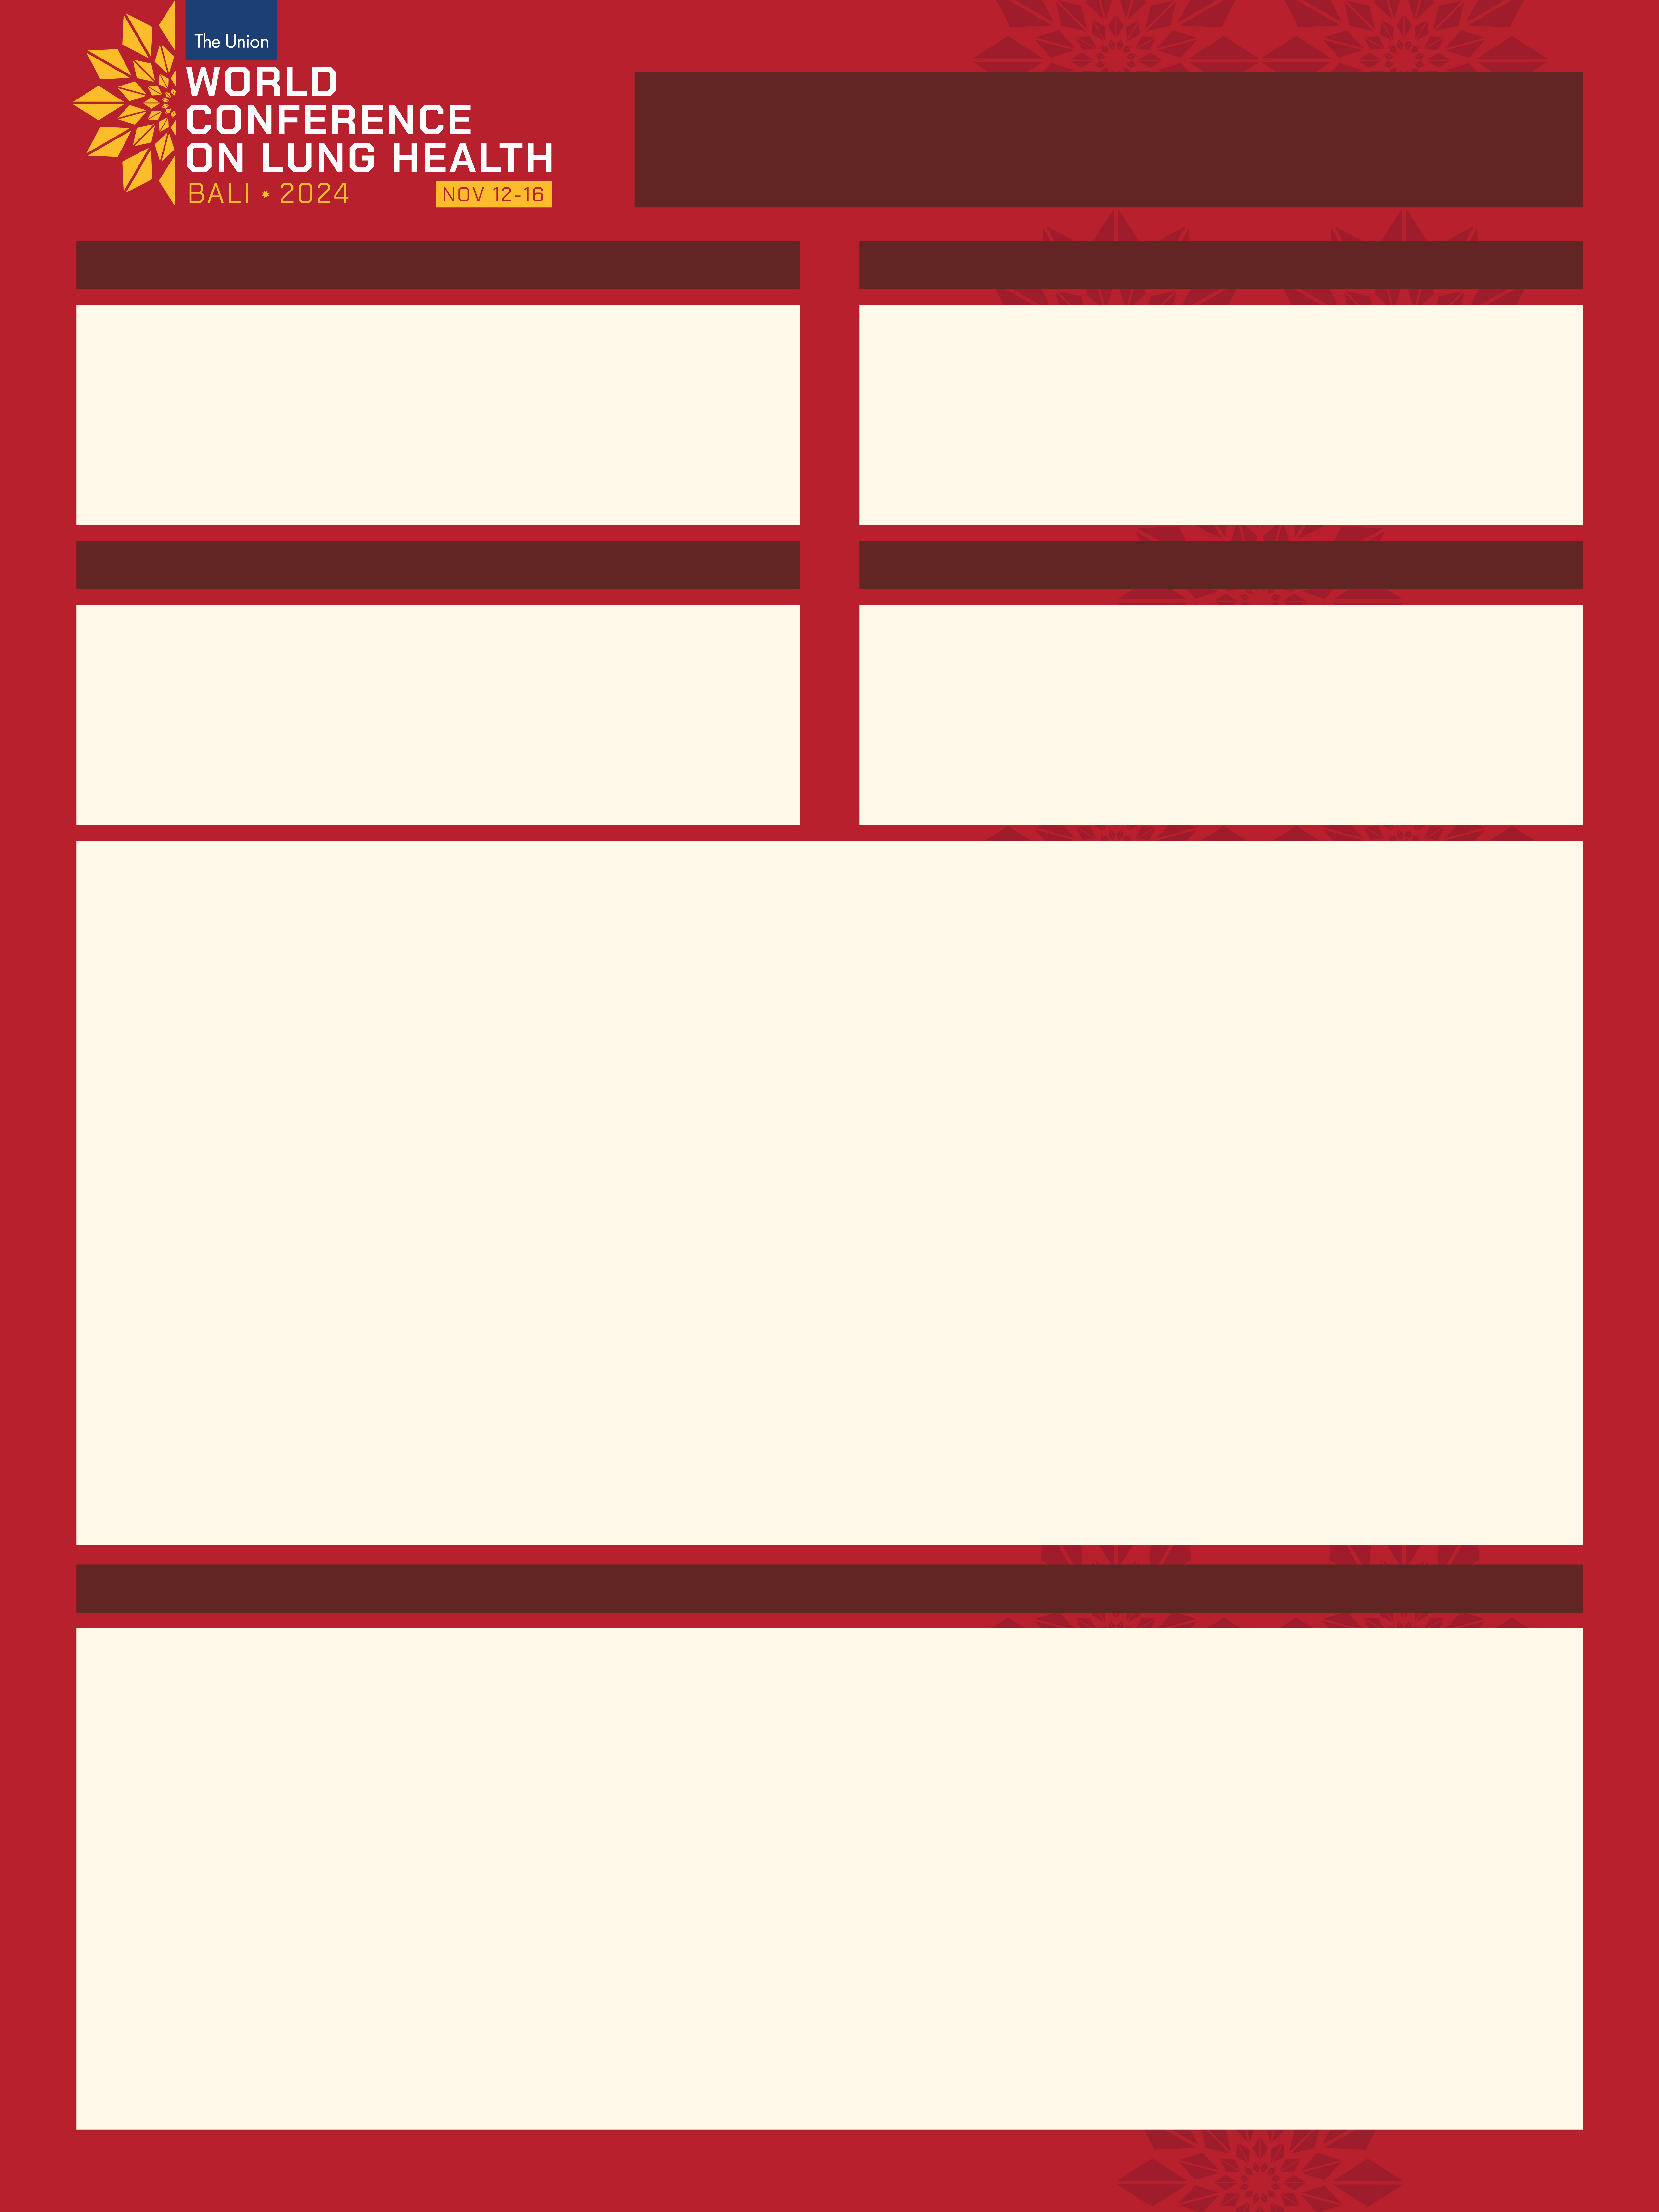 The Union
WORLD
CONFERENCE
ON LUNG HEALTH
BALI * 2024
NOV 12-16